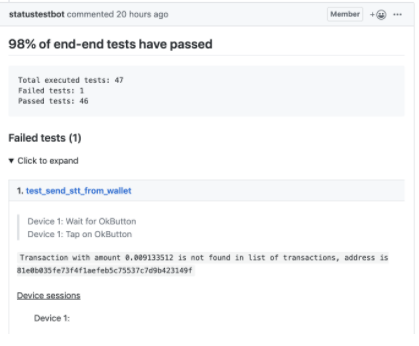 statustestbot commented 20 hours ago Member
98% of end-end tests have passed
Total executed tests: 47
Failed tests: 1
Passed tests: 46
Failed tests (1)
▼ Click to expand
1. test_send_stt_from_wallet
Device 1: Wait for OkButton
Device 1: Tap on OkButton
Transaction with amount 0.009133512 is not found in list of transactions, address is
81e0b035fe73f4f1aefeb5c75537c7d9b423149f
Device sessions
Device 1: